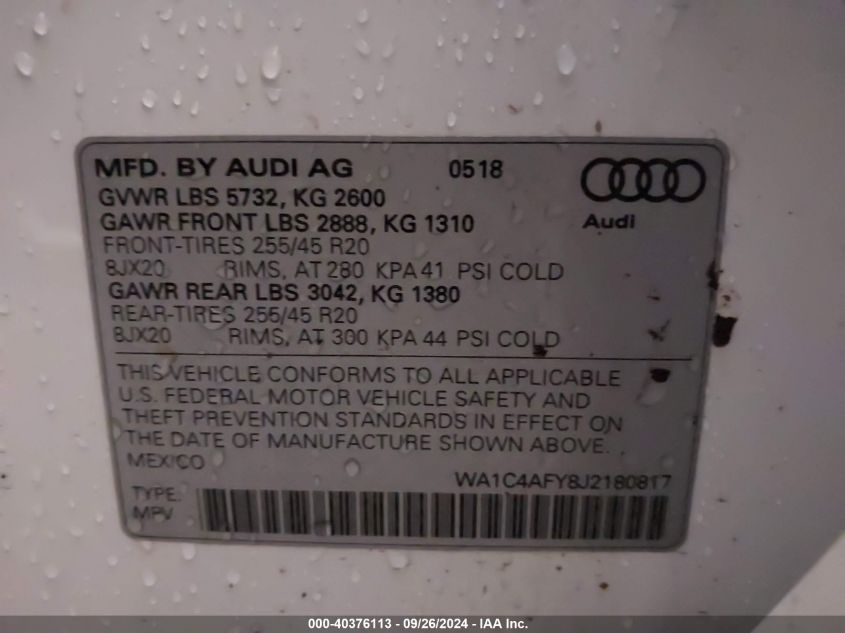 MFD. BY AUDI AG 0518
GVWR LBS 5732, KG 2600
GAWR FRONT LBS 2888, KG 1310
Audi
FRONT-TIRES 255/45 R20
8JX20 RIMS, AT 280 KPA 41 PSI COLD
GAWR REAR LBS 3042, KG 1380
REAR-TIRES 255/45 R20
8JX20 RIMS, AT 300 KPA 44 PSI COLD
THIS VEHICLE CONFORMS TO ALL APPLICABLE
U.S. FEDERAL MOTOR VEHICLE SAFETY AND
THEFT PREVENTION STANDARDS IN EFFECT ON
THE DATE OF MANUFACTURE SHOWN ABOVE.
MEXICO
WA1C4AFY8J2180817
TYPE:
MPV
000-40376113 - 09/26/2024 - IAA Inc.